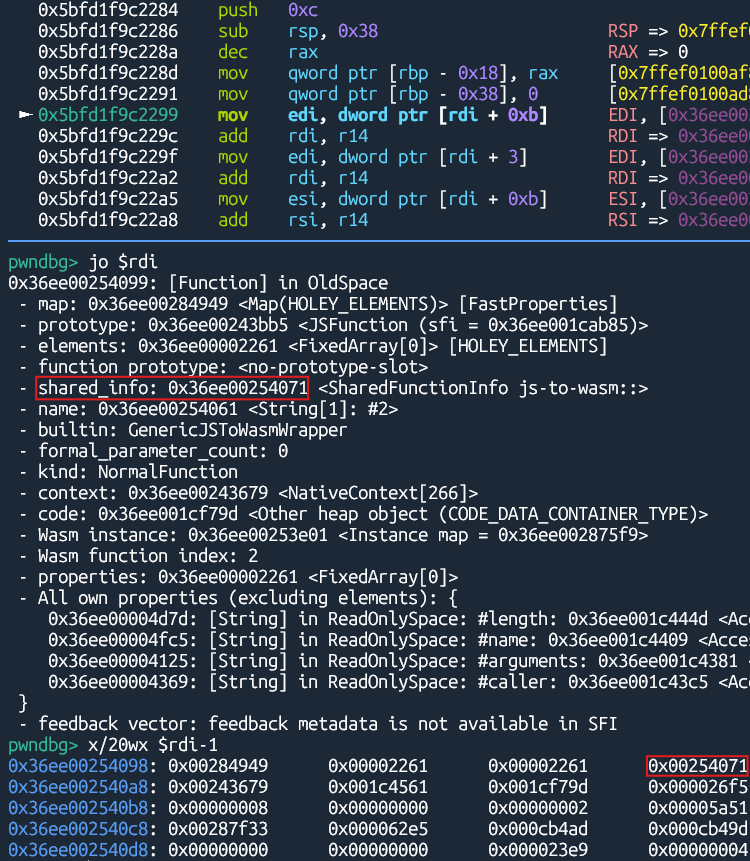 0x5bfd1f9c2284 push 0xc
0x5bfd1f9c2286 sub rsp, 0x38 RSP => 0x7ffef0
0x5bfd1f9c228a dec rax RAX => 0
0x5bfd1f9c228d mov qword ptr [rbp - 0x18], rax [0x7ffef0100af8
0x5bfd1f9c2291 mov qword ptr [rbp - 0x38], 0 [0x7ffef0100ad8
► 0x5bfd1f9c2299 mov edi, dword ptr [rdi + 0xb] EDI, [0x36ee00
0x5bfd1f9c229c add rdi, r14 RDI => 0x36ee00
0x5bfd1f9c229f mov edi, dword ptr [rdi + 3] EDI, [0x36ee00
0x5bfd1f9c22a2 add rdi, r14 RDI => 0x36ee00
0x5bfd1f9c22a5 mov esi, dword ptr [rdi + 0xb] ESI, [0x36ee00
0x5bfd1f9c22a8 add rsi, r14 RSI => 0x36ee00
pwndbg> jo $rdi
0x36ee00254099: [Function] in OldSpace
- map: 0x36ee00284949 <Map(HOLEY_ELEMENTS)> [FastProperties]
- prototype: 0x36ee00243bb5 <JSFunction (sfi = 0x36ee001cab85)>
- elements: 0x36ee00002261 <FixedArray[0]> [HOLEY_ELEMENTS]
- function prototype: <no-prototype-slot>
- shared_info: 0x36ee00254071 <SharedFunctionInfo js-to-wasm::>
- name: 0x36ee00254061 <String[1]: #2>
- builtin: GenericJSToWasmWrapper
- formal_parameter_count: 0
- kind: NormalFunction
- context: 0x36ee00243679 <NativeContext[266]>
- code: 0x36ee001cf79d <Other heap object (CODE_DATA_CONTAINER_TYPE)>
- Wasm instance: 0x36ee00253e01 <Instance map = 0x36ee002875f9>
- Wasm function index: 2
- properties: 0x36ee00002261 <FixedArray[0]>
- All own properties (excluding elements): {
0x36ee00004d7d: [String] in ReadOnlySpace: #length: 0x36ee001c444d <Acc
0x36ee00004fc5: [String] in ReadOnlySpace: #name: 0x36ee001c4409 <Acces
0x36ee00004125: [String] in ReadOnlySpace: #arguments: 0x36ee001c4381 <
0x36ee00004369: [String] in ReadOnlySpace: #caller: 0x36ee001c43c5 <Acc
}
- feedback vector: feedback metadata is not available in SFI
pwndbg> x/20wx $rdi-1
0x36ee00254098: 0x00284949 0x00002261 0x00002261 0x00254071
0x36ee002540a8: 0x00243679 0x001c4561 0x001cf79d 0x000026f5
0x36ee002540b8: 0x00000008 0x00000000 0x00000002 0x00005a51
0x36ee002540c8: 0x00287f33 0x000062e5 0x000cb4ad 0x000cb49d
0x36ee002540d8: 0x00000000 0x000023e9 0x00000000 0x00000004